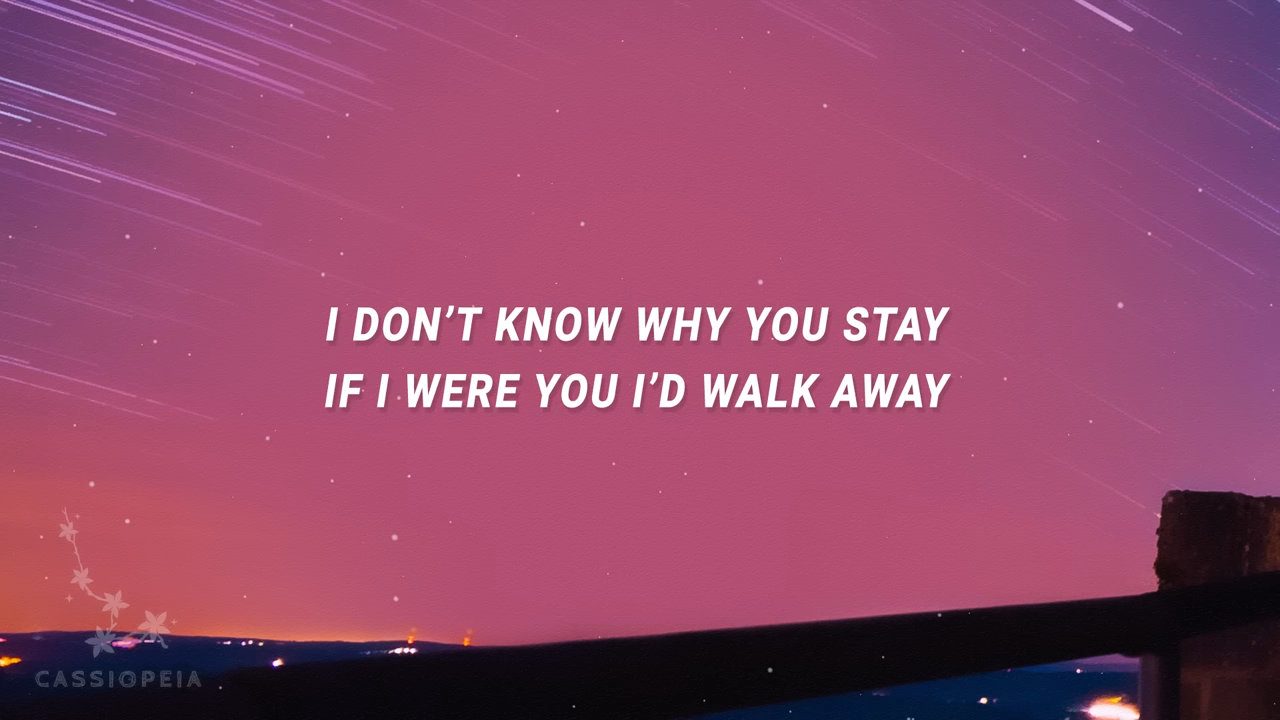 I DON’T KNOW WHY YOU STAY
IF I WERE YOU I’D WALK AWAY
CASSIOPEIA